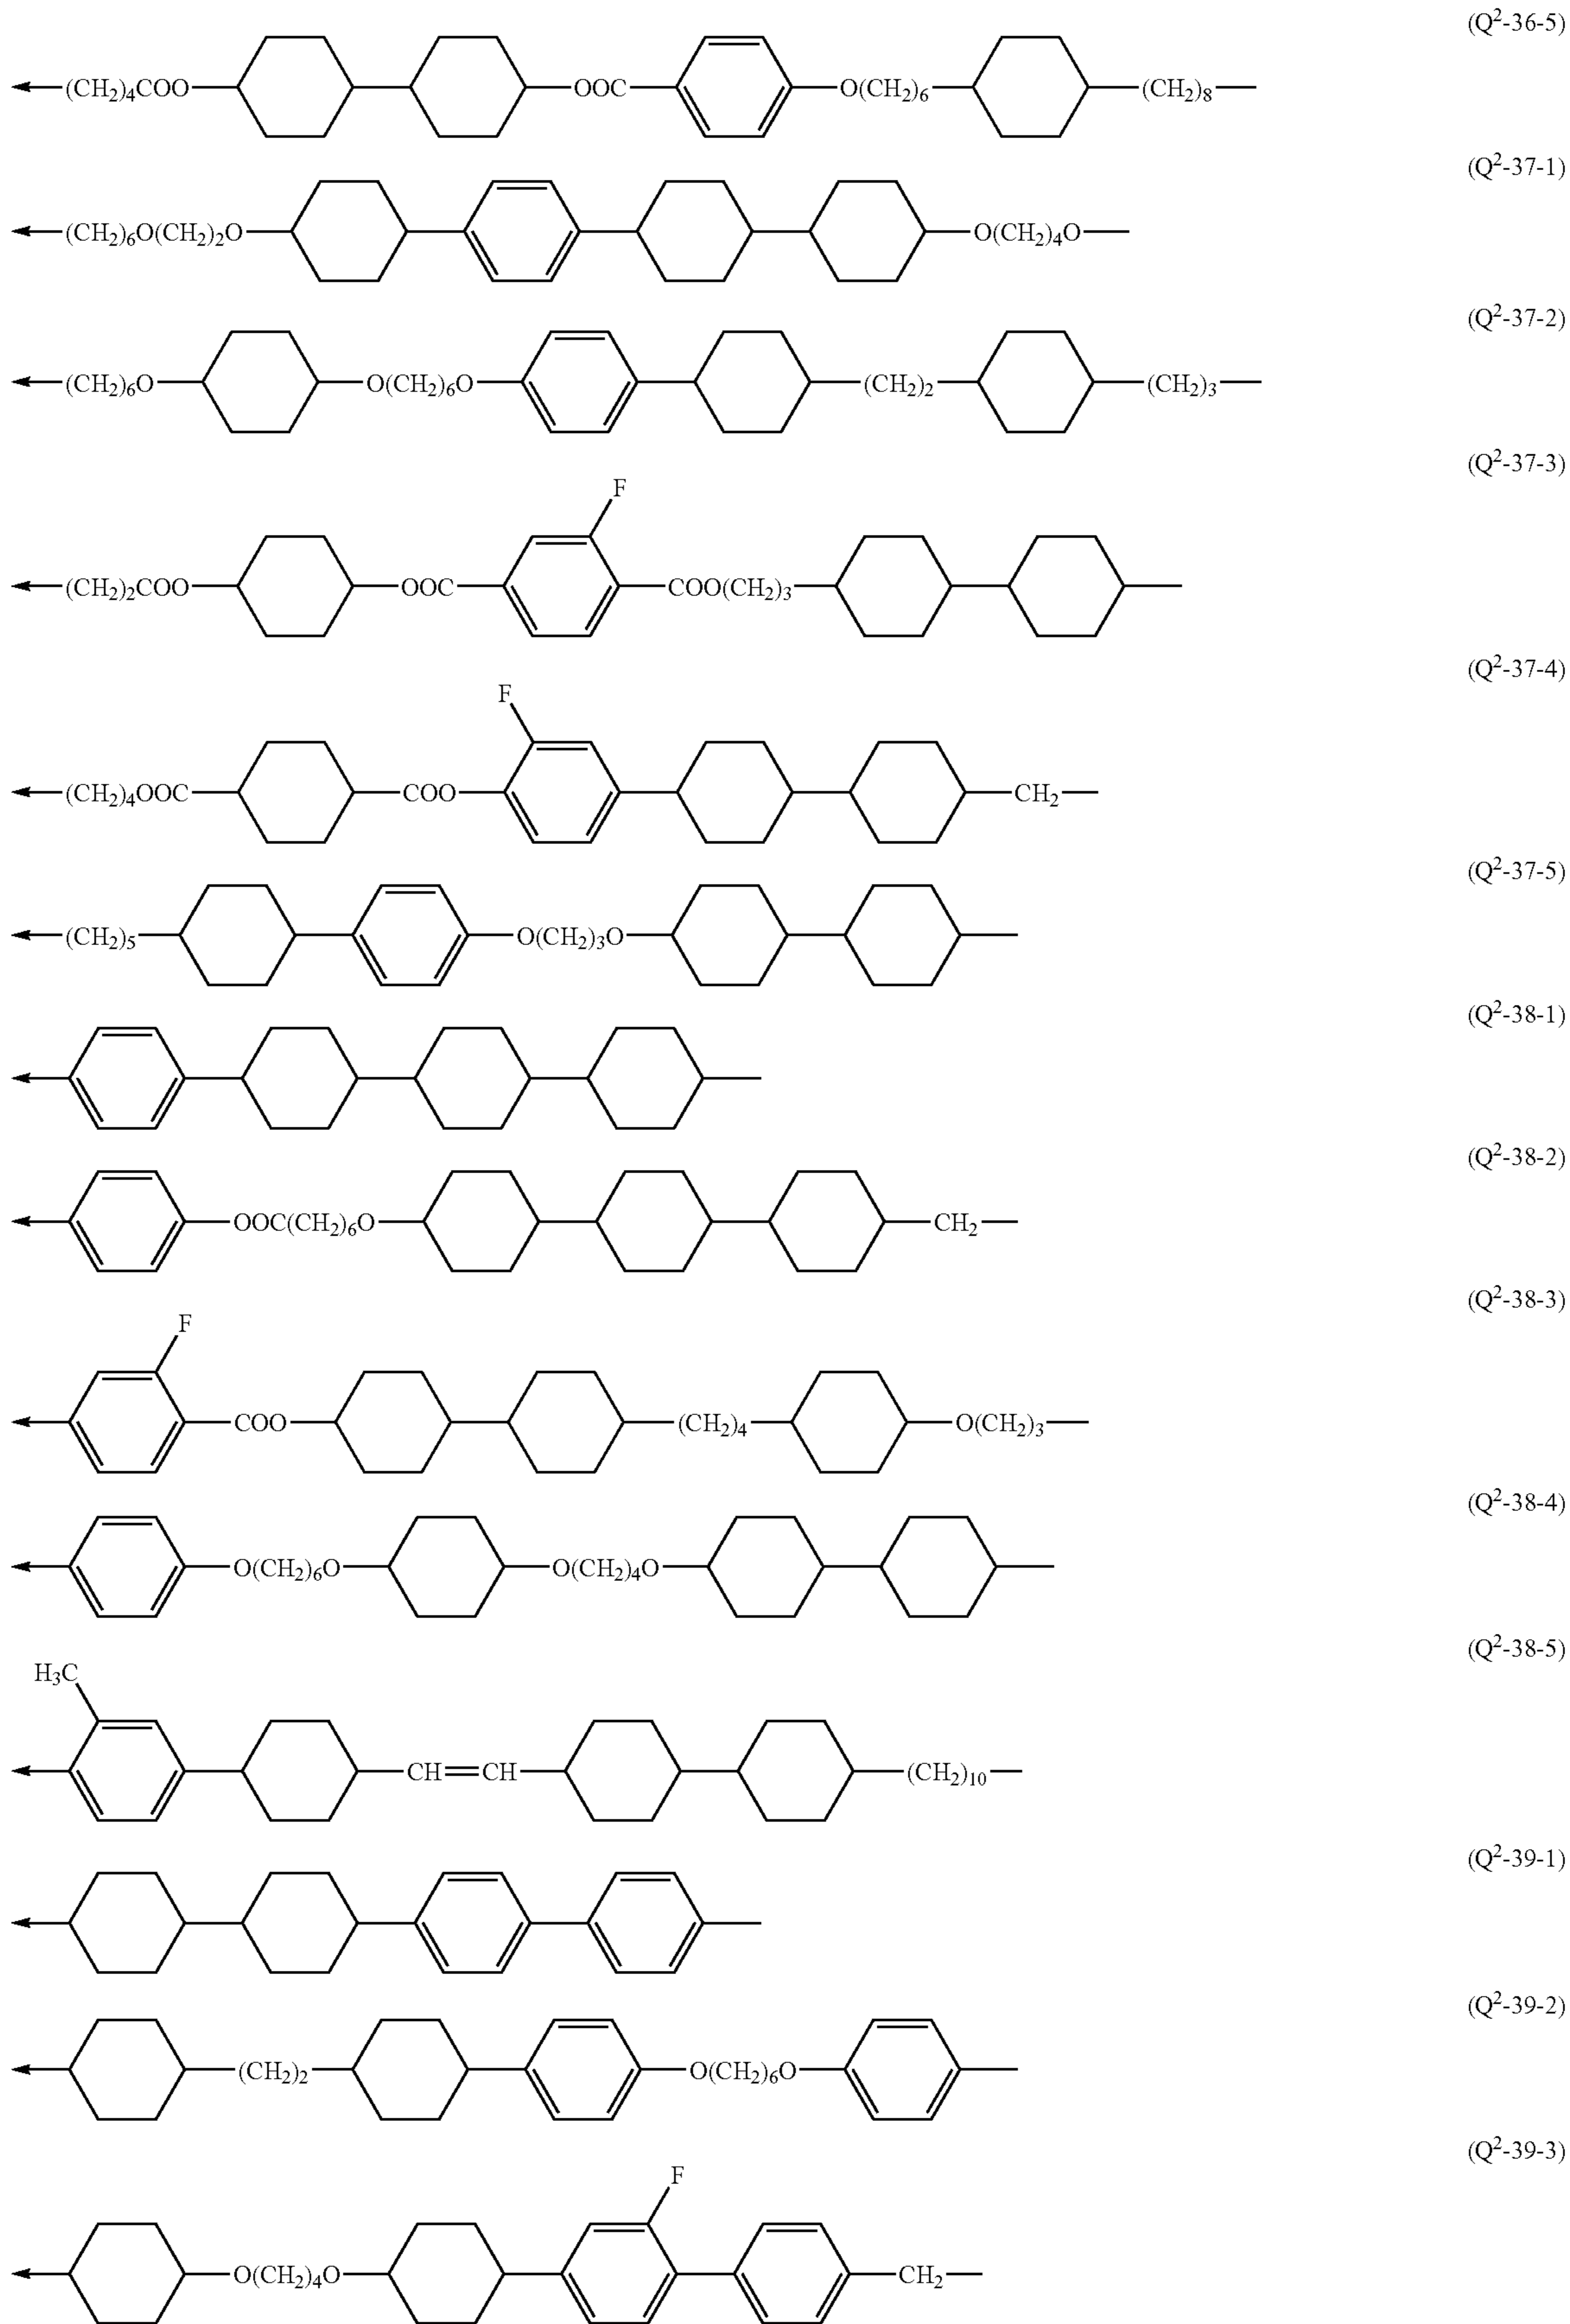 (Q²-36-5)
(CH₂)₄COO OOC O(CH₂)₆ (CH₂)₈
(Q²-37-1)
(CH₂)₆O(CH₂)₂O O(CH₂)₄O
(Q²-37-2)
(CH₂)₆O O(CH₂)₆O (CH₂)₂ (CH₂)₃
(Q²-37-3)
F
(CH₂)₂COO OOC COO(CH₂)₃
(Q²-37-4)
F
(CH₂)₄OOC COO CH₂
(Q²-37-5)
(CH₂)₅ O(CH₂)₃O
(Q²-38-1)
(Q²-38-2)
OOC(CH₂)₆O CH₂
(Q²-38-3)
F
COO (CH₂)₄ O(CH₂)₃
(Q²-38-4)
O(CH₂)₆O O(CH₂)₄O
(Q²-38-5)
H₃C
CH=CH (CH₂)₁₀
(Q²-39-1)
(Q²-39-2)
(CH₂)₂ O(CH₂)₆O
(Q²-39-3)
F
O(CH₂)₄O CH₂